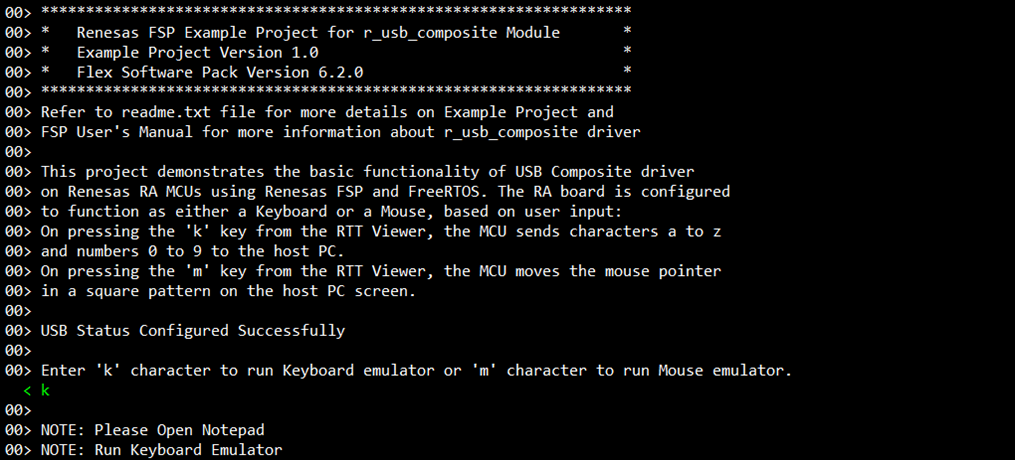 00> ******************************************************************
00> *   Renesas FSP Example Project for r_usb_composite Module       *
00> *   Example Project Version 1.0                                  *
00> *   Flex Software Pack Version 6.2.0                             *
00> ******************************************************************
00> Refer to readme.txt file for more details on Example Project and
00> FSP User's Manual for more information about r_usb_composite driver
00>
00> This project demonstrates the basic functionality of USB Composite driver
00> on Renesas RA MCUs using Renesas FSP and FreeRTOS. The RA board is configured
00> to function as either a Keyboard or a Mouse, based on user input:
00> On pressing the 'k' key from the RTT Viewer, the MCU sends characters a to z
00> and numbers 0 to 9 to the host PC.
00> On pressing the 'm' key from the RTT Viewer, the MCU moves the mouse pointer
00> in a square pattern on the host PC screen.
00>
00> USB Status Configured Successfully
00>
00> Enter 'k' character to run Keyboard emulator or 'm' character to run Mouse emulator.
  < k
00>
00> NOTE: Please Open Notepad
00> NOTE: Run Keyboard Emulator